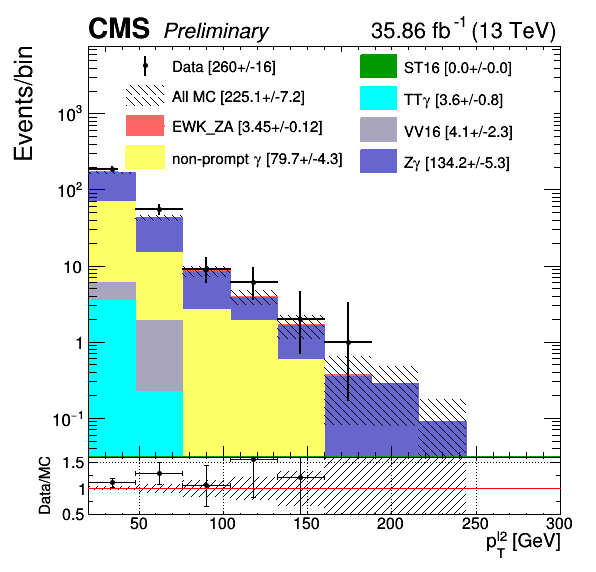 CMS Preliminary 35.86 fb⁻¹ (13 TeV)
Events/bin
Data [260+/-16]
All MC [225.1+/-7.2]
EWK_ZA [3.45+/-0.12]
non-prompt γ [79.7+/-4.3]
ST16 [0.0+/-0.0]
TTγ [3.6+/-0.8]
VV16 [4.1+/-2.3]
Zγ [134.2+/-5.3]
10³
10²
10
1
10⁻¹
Data/MC
1.5
1
0.5
50 100 150 200 250 300
p_T^l2 [GeV]